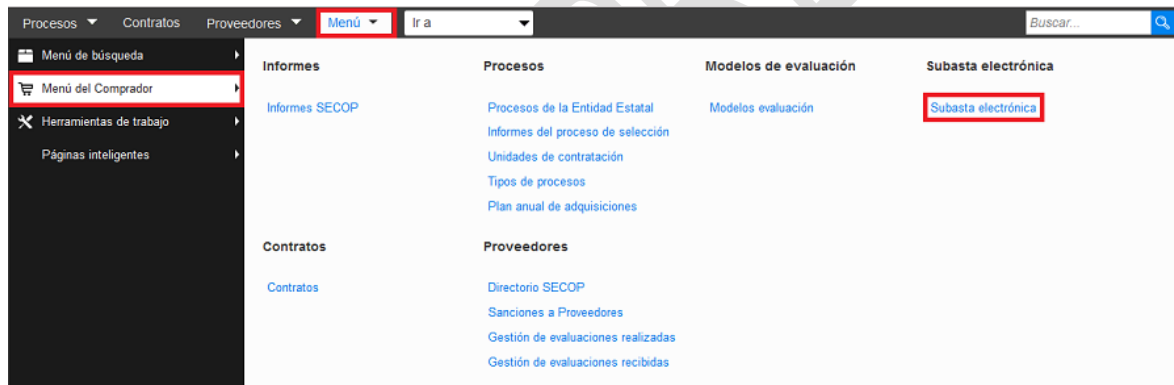 Procesos Contratos Proveedores Menú Ir a Buscar...
Menú de búsqueda
Menú del Comprador
Herramientas de trabajo
Páginas inteligentes
Informes
Informes SECOP
Procesos
Procesos de la Entidad Estatal
Informes del proceso de selección
Unidades de contratación
Tipos de procesos
Plan anual de adquisiciones
Modelos de evaluación
Modelos evaluación
Subasta electrónica
Subasta electrónica
Contratos
Contratos
Proveedores
Directorio SECOP
Sanciones a Proveedores
Gestión de evaluaciones realizadas
Gestión de evaluaciones recibidas